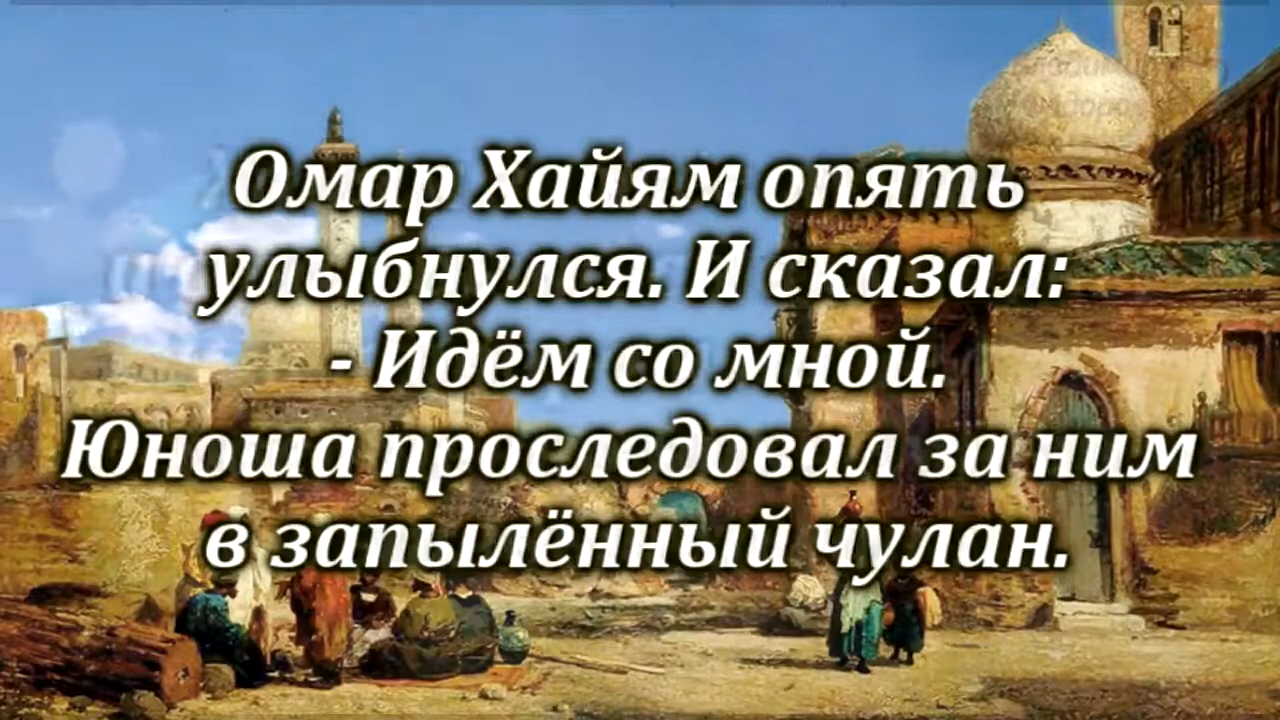 Омар Хайям опять
улыбнулся. И сказал:
- Идём со мной.
Юноша проследовал за ним
в запылённый чулан.